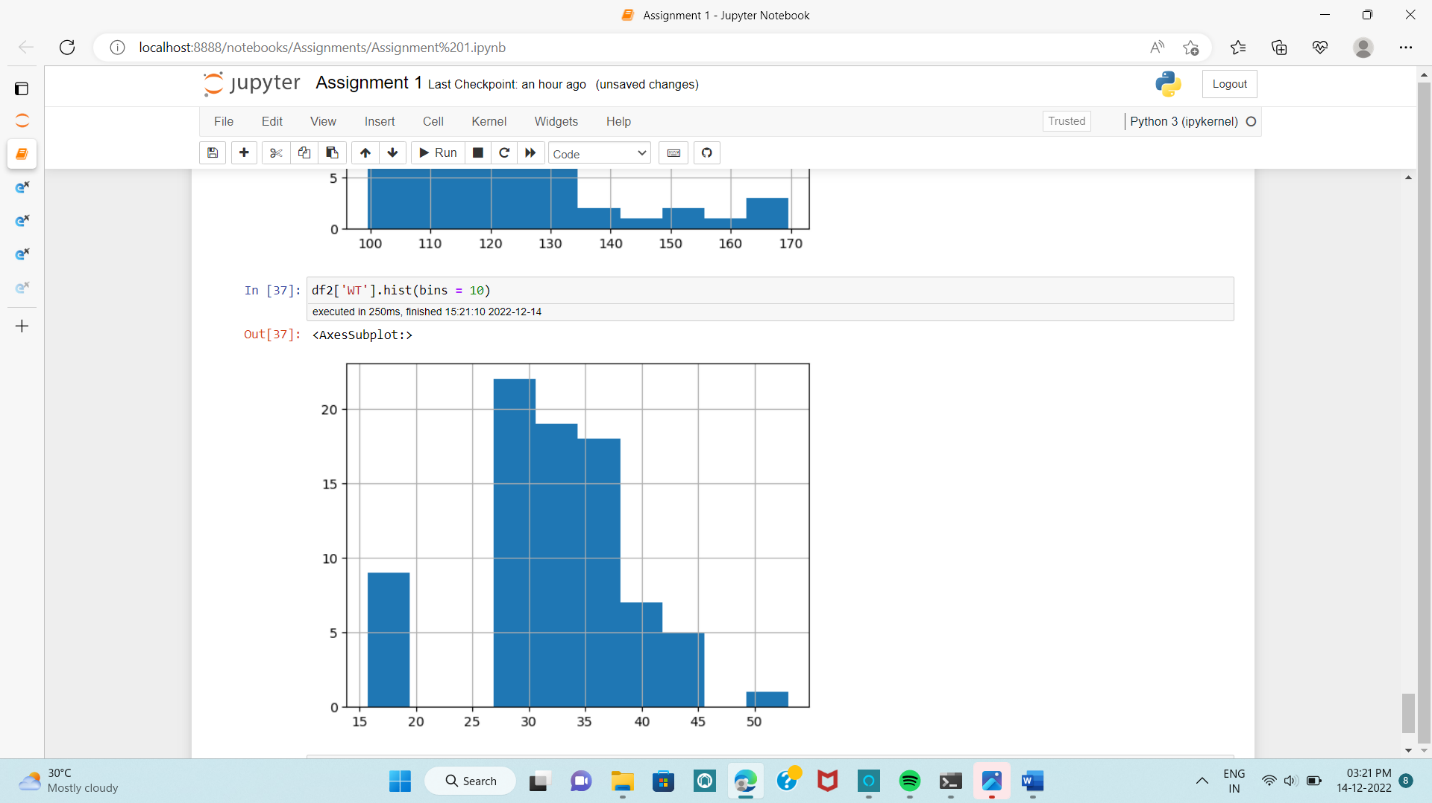 Assignment 1 - Jupyter Notebook
localhost:8888/notebooks/Assignments/Assignment%201.ipynb
jupyter Assignment 1 Last Checkpoint: an hour ago (unsaved changes)
Logout
File Edit View Insert Cell Kernel Widgets Help
Trusted
Python 3 (ipykernel)
Run
Code
5
0
100 110 120 130 140 150 160 170
In [37]: df2['WT'].hist(bins = 10)
executed in 250ms, finished 15:21:10 2022-12-14
Out[37]: <AxesSubplot:>
20
15
10
5
0
15 20 25 30 35 40 45 50
30°C
Mostly cloudy
Search
ENG
IN
03:21 PM
14-12-2022
8